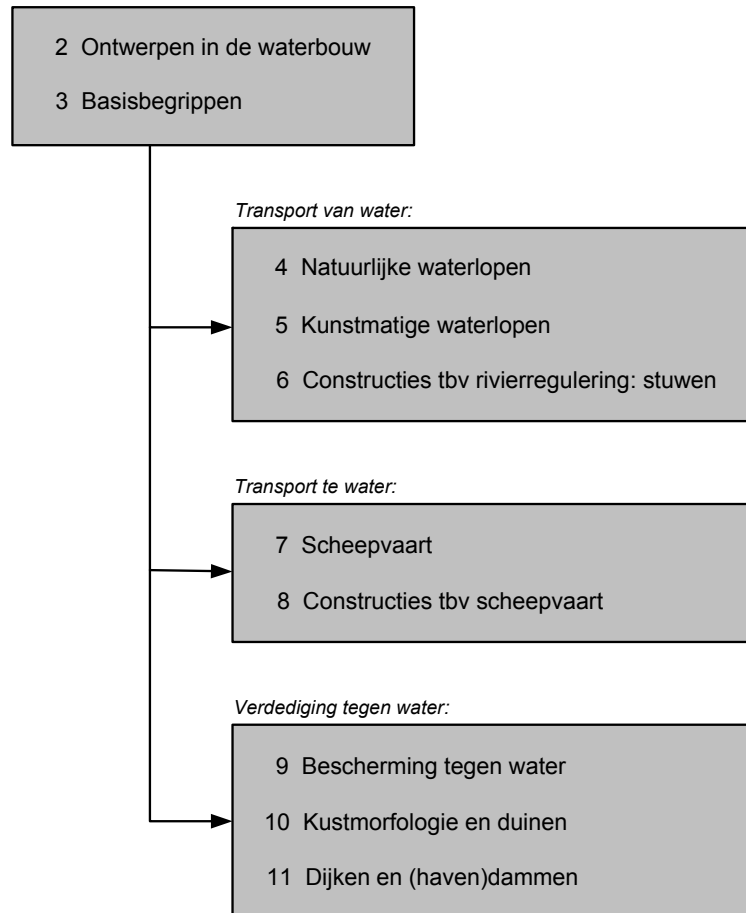 2 Ontwerpen in de waterbouw
3 Basisbegrippen
Transport van water:
4 Natuurlijke waterlopen
5 Kunstmatige waterlopen
6 Constructies tbv rivierregulering: stuwen
Transport te water:
7 Scheepvaart
8 Constructies tbv scheepvaart
Verdediging tegen water:
9 Bescherming tegen water
10 Kustmorfologie en duinen
11 Dijken en (haven)dammen